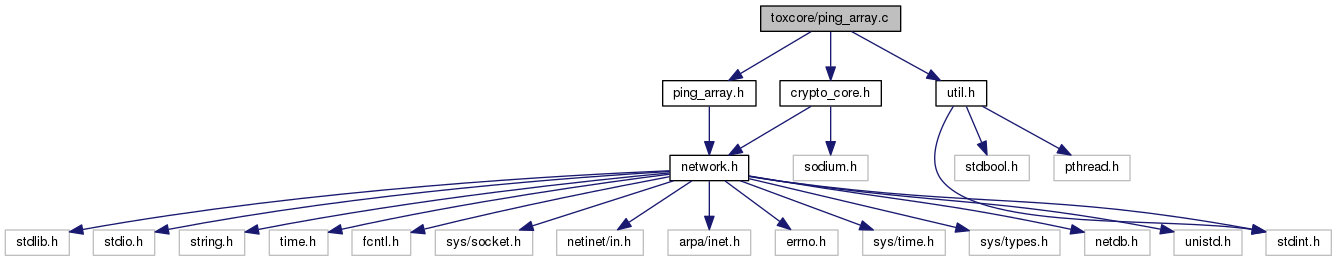 toxcore/ping_array.c
ping_array.h
crypto_core.h
util.h
network.h
sodium.h
stdbool.h
pthread.h
stdlib.h
stdio.h
string.h
time.h
fcntl.h
sys/socket.h
netinet/in.h
arpa/inet.h
errno.h
sys/time.h
sys/types.h
netdb.h
unistd.h
stdint.h